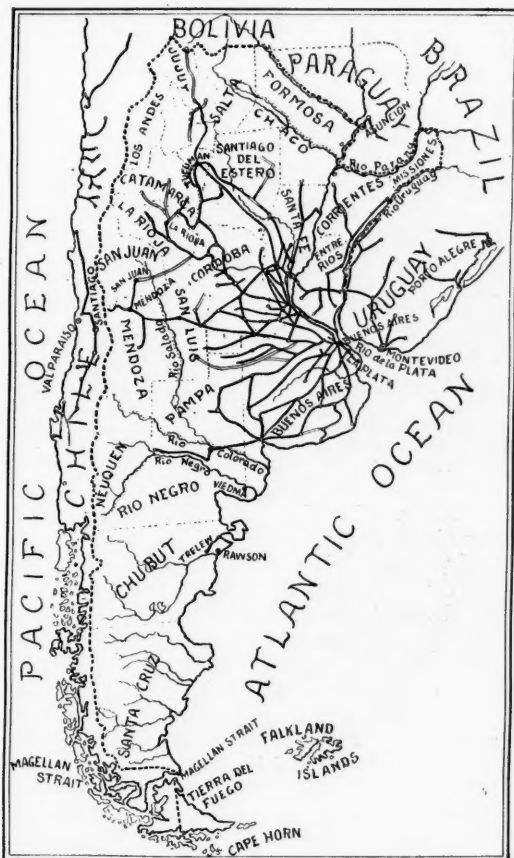 BOLIVIA
PARAGUAY
BRAZIL
JUJUY
SALTA
FORMOSA
CHACO
LOS ANDES
ASUNCION
TUCUMAN
SANTIAGO
DEL
ESTERO
Rio Parana
MISSIONES
CORRIENTES
Rio Uruguay
CATAMARCA
LA RIOJA
LA RIOJA
SANTA FE
ENTRE
RIOS
SAN JUAN
SAN JUAN
CORDOBA
URUGUAY
PORTO ALEGRE
SANTIAGO
VALPARAISO
MENDOZA
MENDOZA
SAN LUIS
Rio Salado
BUENOS AIRES
MONTEVIDEO
RIO de la PLATA
LA PLATA
PAMPA
BUENOS AIRES
PACIFIC OCEAN
CHILE
Rio Colorado
NEUQUEN
Rio Negro
VIEDMA
RIO NEGRO
ATLANTIC OCEAN
CHUBUT
TRELEW
RAWSON
SANTA CRUZ
MAGELLAN
STRAIT
MAGELLAN STRAIT
FALKLAND
ISLANDS
TIERRA DEL
FUEGO
CAPE HORN